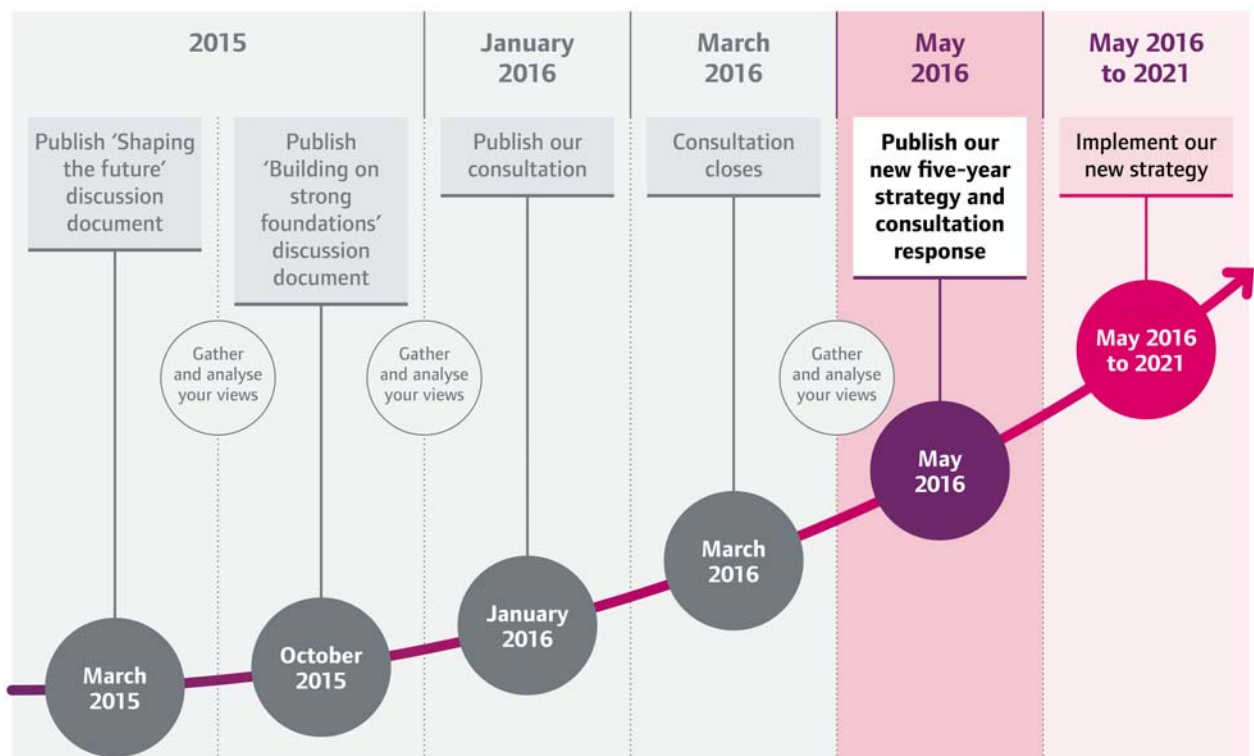 2015
January
2016
March
2016
May
2016
May 2016
to 2021
Publish ‘Shaping
the future’
discussion
document
Publish
‘Building on
strong
foundations’
discussion
document
Publish our
consultation
Consultation
closes
Publish our
new five-year
strategy and
consultation
response
Implement our
new strategy
Gather
and analyse
your views
Gather
and analyse
your views
Gather
and analyse
your views
March
2015
October
2015
January
2016
March
2016
May
2016
May 2016
to 2021